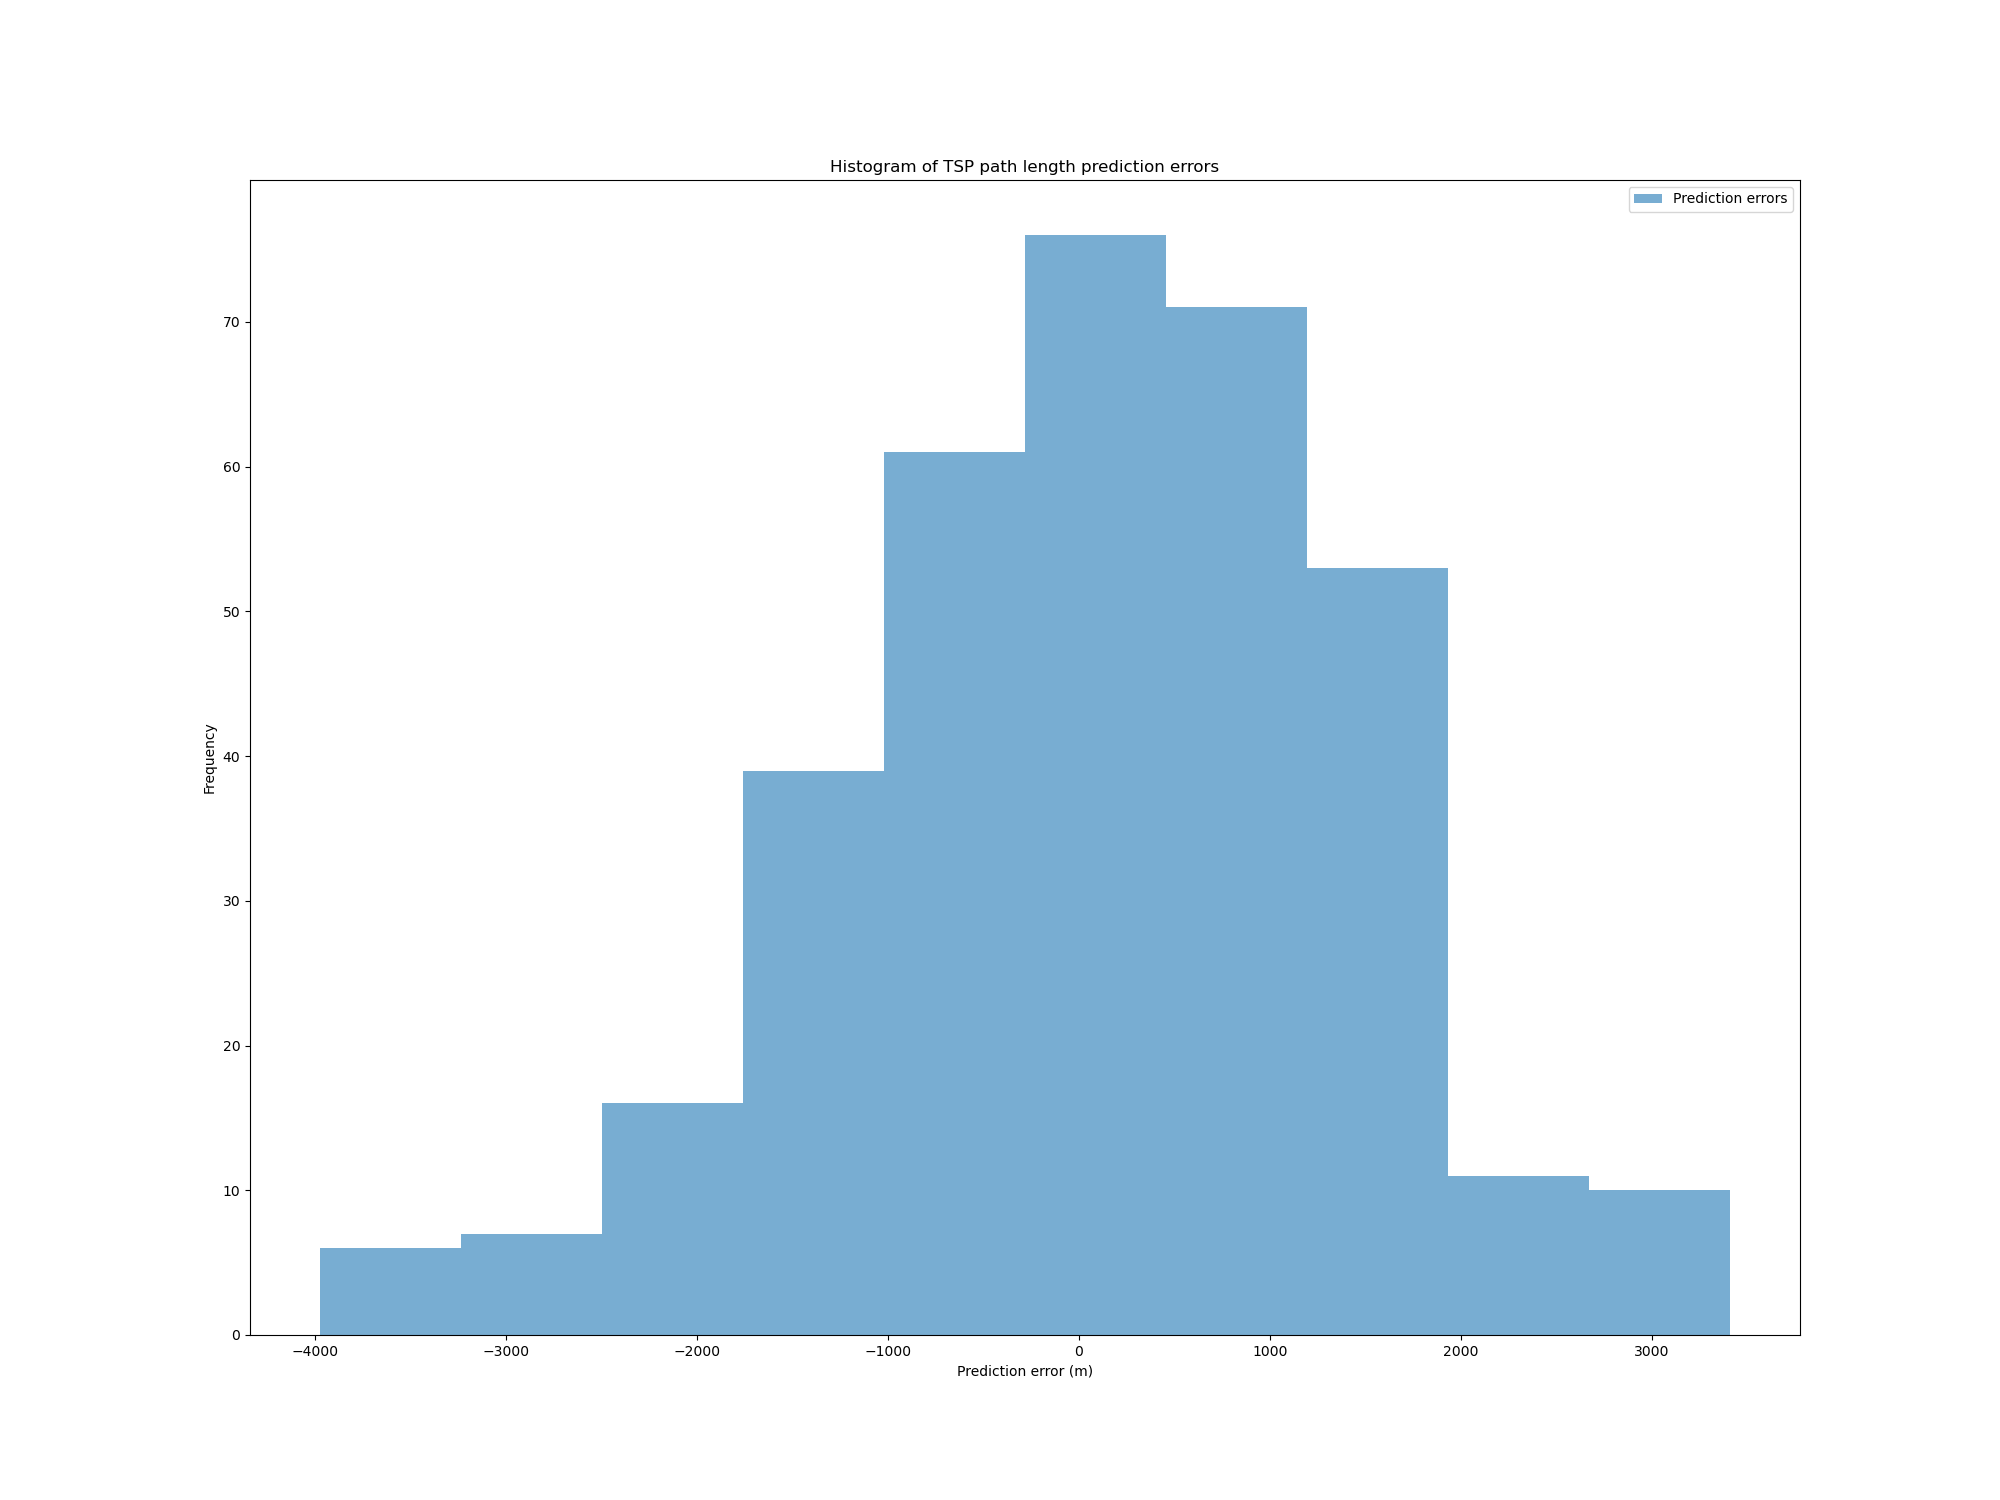 Histogram of TSP path length prediction errors
Prediction errors
70
60
50
40
30
20
10
0
Frequency
−4000 −3000 −2000 −1000 0 1000 2000 3000
Prediction error (m)